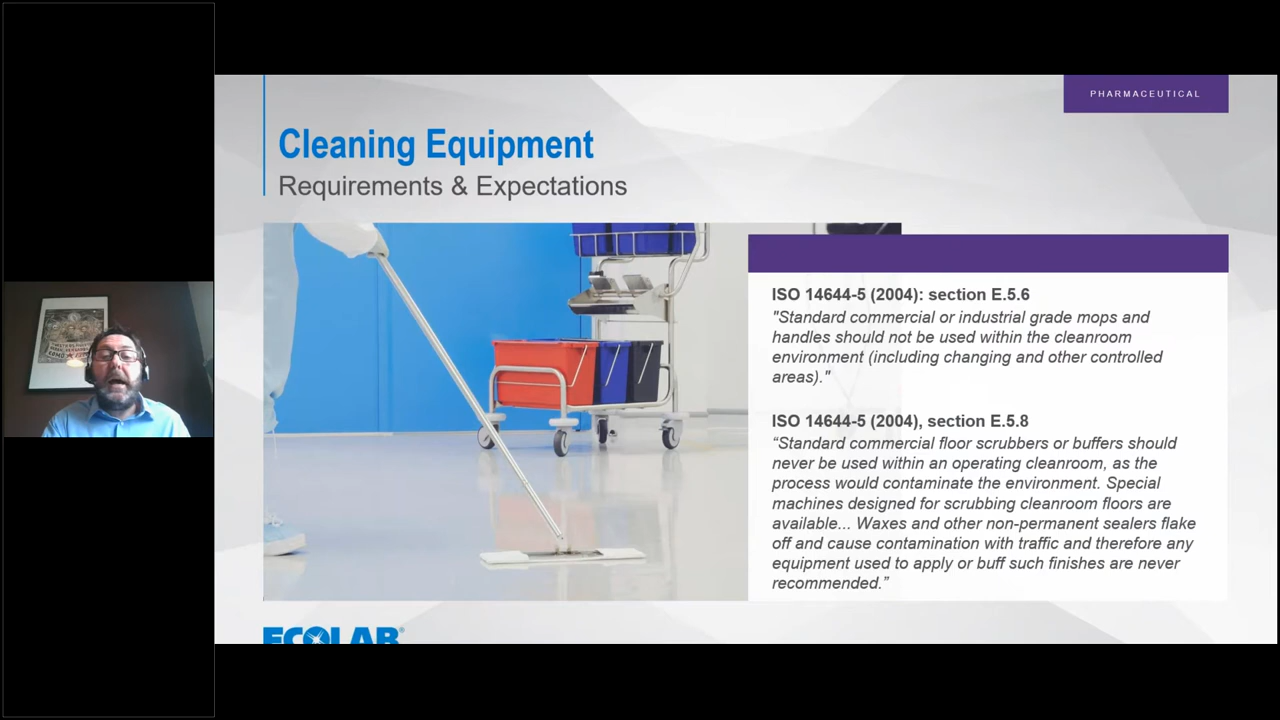 PHARMACEUTICAL
Cleaning Equipment
Requirements & Expectations
ISO 14644-5 (2004): section E.5.6
"Standard commercial or industrial grade mops and
handles should not be used within the cleanroom
environment (including changing and other controlled
areas)."
ISO 14644-5 (2004), section E.5.8
“Standard commercial floor scrubbers or buffers should
never be used within an operating cleanroom, as the
process would contaminate the environment. Special
machines designed for scrubbing cleanroom floors are
available... Waxes and other non-permanent sealers flake
off and cause contamination with traffic and therefore any
equipment used to apply or buff such finishes are never
recommended.”
ECOLAB®